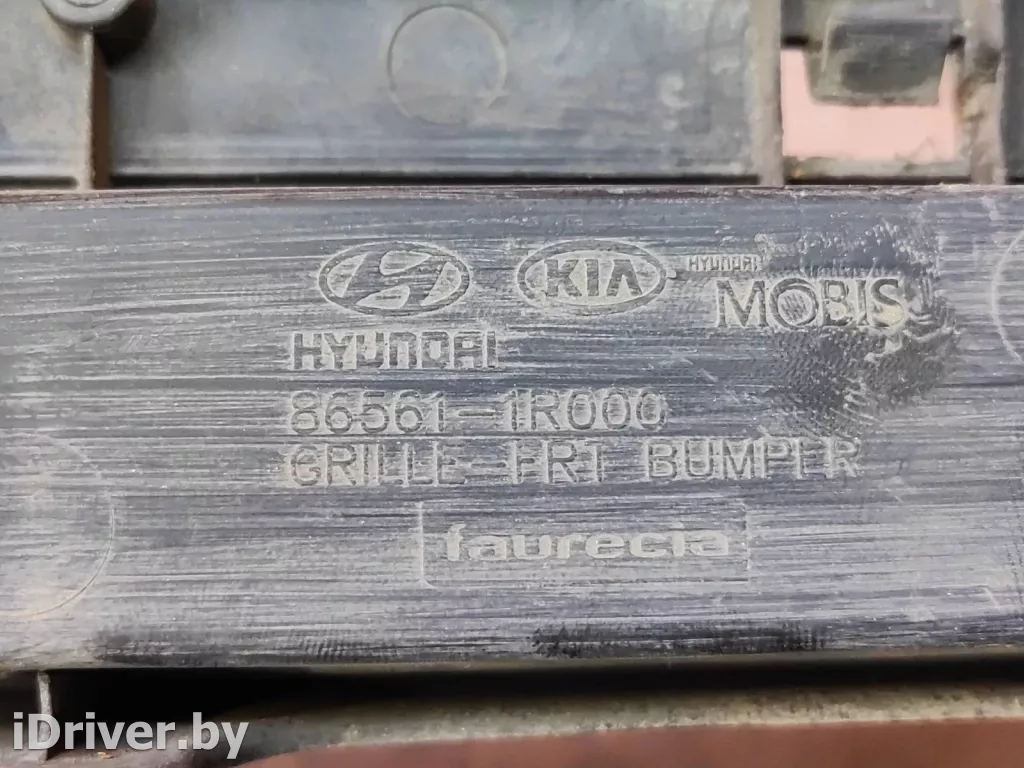 KIA
HYUNDAI
MOBIS
HYUNDAI
86561-1R000
GRILLE-FRT BUMPER
faurecia
iDriver.by